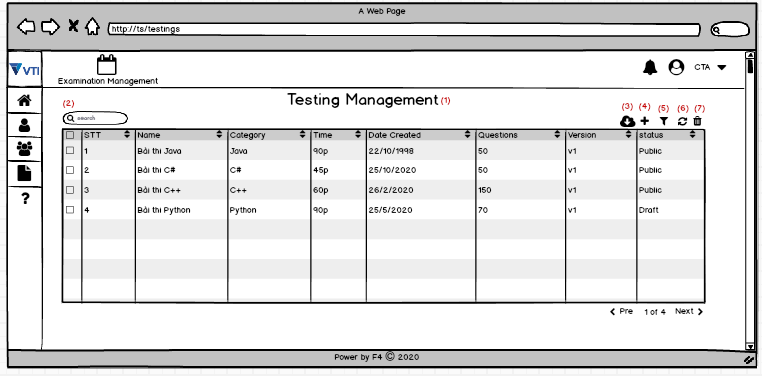 A Web Page
http://ts/testings
VTI
Examination Management
CTA
Testing Management (1)
(2)
search
(3) (4) (5) (6) (7)
STT Name Category Time Date Created Questions Version status
1 Bài thi Java Java 90p 22/10/1998 50 v1 Public
2 Bài thi C# C# 45p 25/10/2020 50 v1 Public
3 Bài thi C++ C++ 60p 26/2/2020 150 v1 Public
4 Bài thi Python Python 90p 25/5/2020 70 v1 Draft
Pre 1 of 4 Next
Power by F4 © 2020